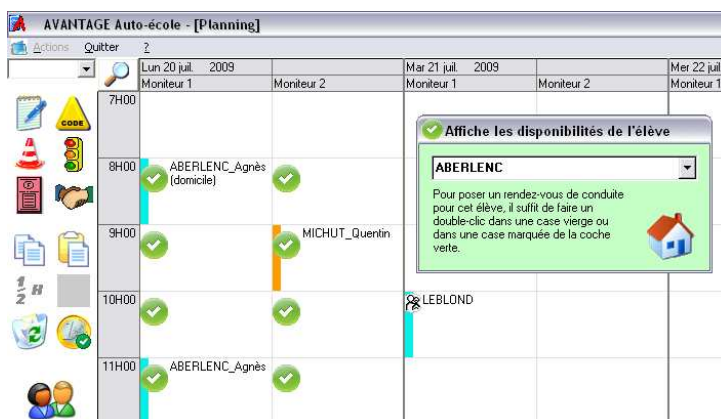 AVANTAGE Auto-école - [Planning]
Actions Quitter ?
Lun 20 juil. 2009 Mar 21 juil. 2009 Mer 22 juil
Moniteur 1 Moniteur 2 Moniteur 1 Moniteur 2 Moniteur 1
7H00
CODE
Affiche les disponibilités de l'élève
ABERLENC
Pour poser un rendez-vous de conduite
pour cet élève, il suffit de faire un
double-clic dans une case vierge ou
dans une case marquée de la coche
verte.
8H00 ABERLENC_Agnès
(domicile)
9H00 MICHUT_Quentin
1/2 H
10H00 LEBLOND
11H00 ABERLENC_Agnès